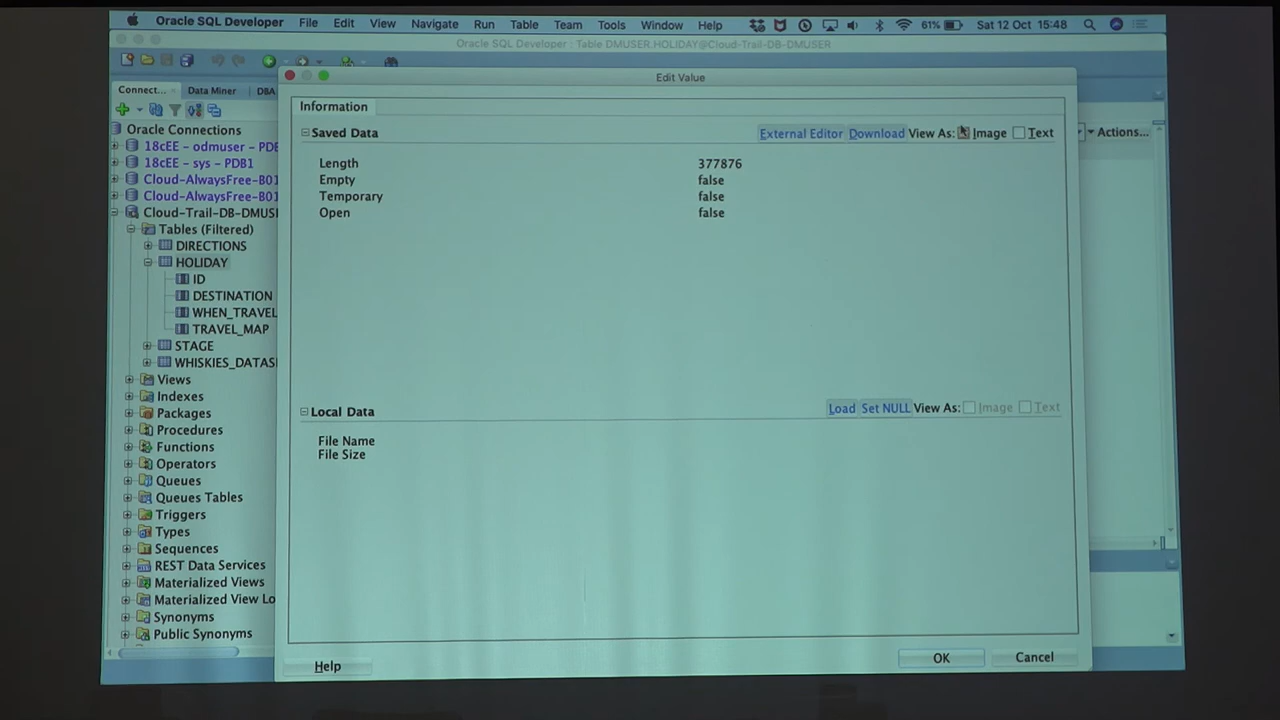 Oracle SQL Developer File Edit View Navigate Run Table Team Tools Window Help 61% Sat 12 Oct 15:48
Oracle SQL Developer : Table DMUSER.HOLIDAY@Cloud-Trail-DB-DMUSER
Edit Value
Connect... Data Miner DBA
Information
Saved Data External Editor Download View As: Image Text Actions...
Length 377876
Empty false
Temporary false
Open false
Oracle Connections
18cEE – odmuser – PDB
18cEE – sys – PDB1
Cloud-AlwaysFree-B01
Cloud-AlwaysFree-B01
Cloud-Trail-DB-DMUS
Tables (Filtered)
DIRECTIONS
HOLIDAY
ID
DESTINATION
WHEN_TRAVEL
TRAVEL_MAP
STAGE
WHISKIES_DATAS
Views
Indexes
Packages
Procedures
Functions
Operators
Queues
Queues Tables
Triggers
Types
Sequences
REST Data Services
Materialized Views
Materialized View Lo
Synonyms
Public Synonyms
Local Data Load Set NULL View As: Image Text
File Name
File Size
Help OK Cancel